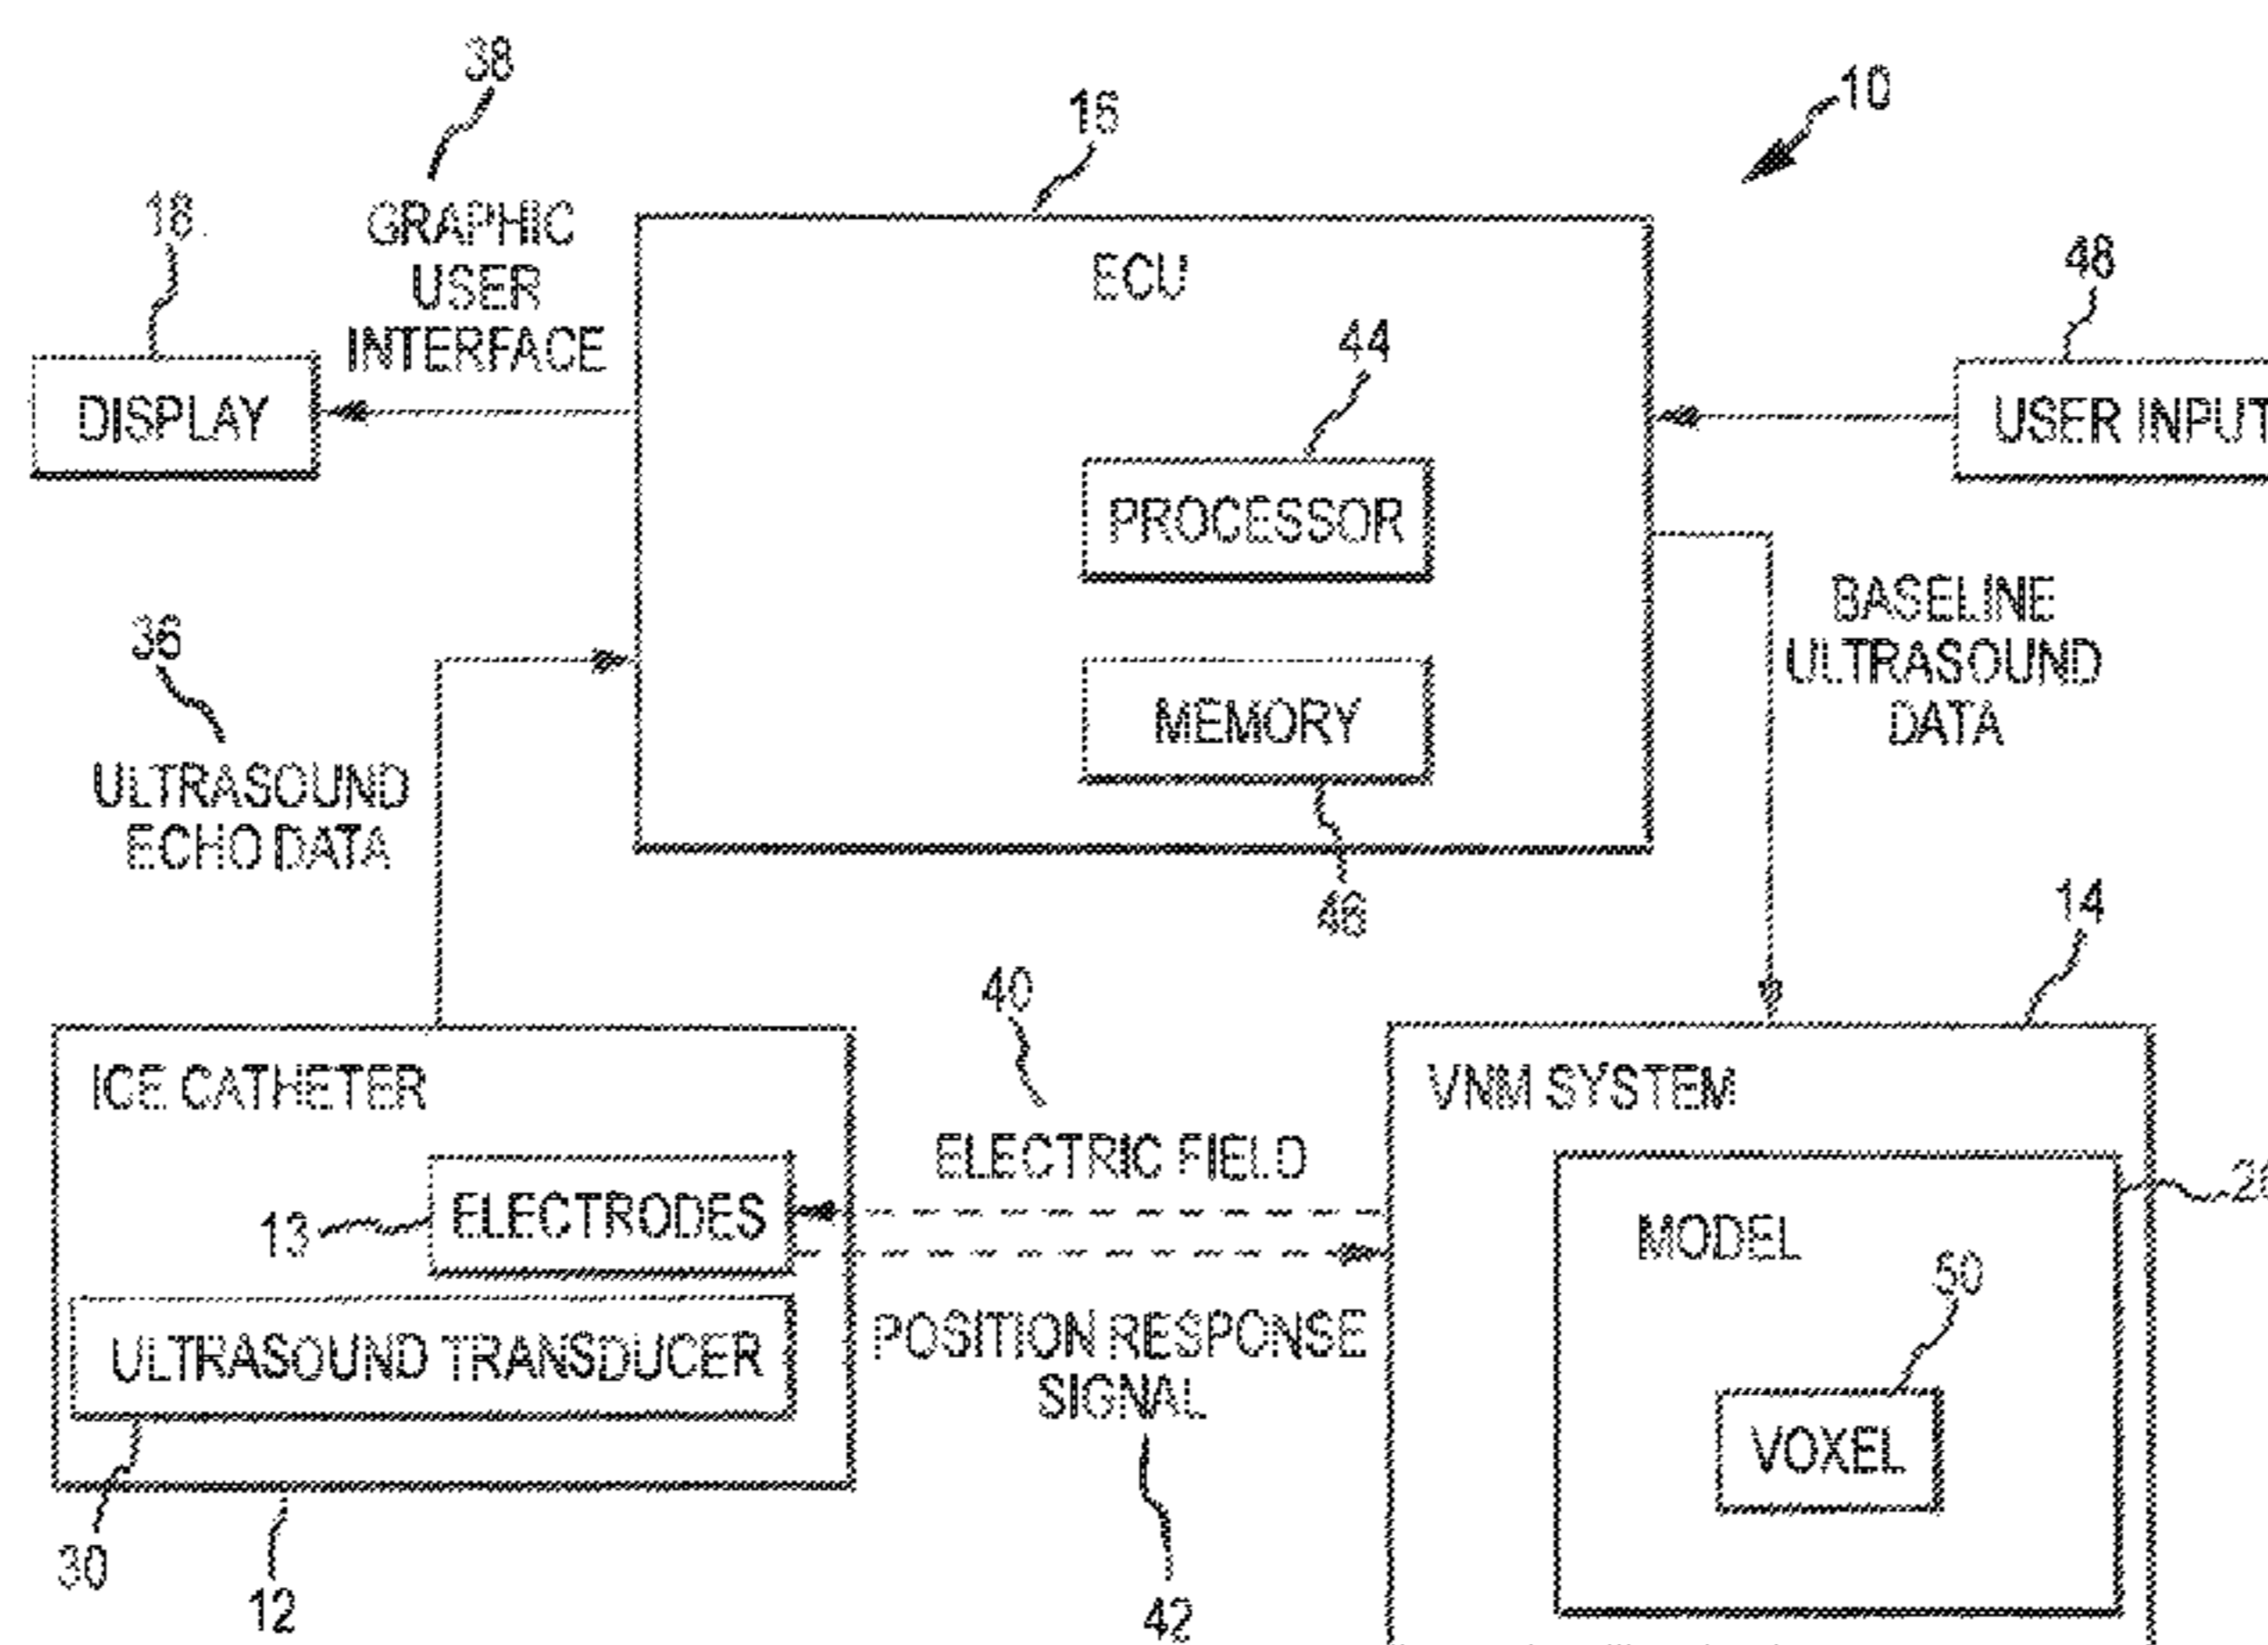 38
16
10
18
GRAPHIC
USER
INTERFACE
ECU
48
44
DISPLAY
USER INPUT
PROCESSOR
BASELINE
ULTRASOUND
DATA
36
MEMORY
ULTRASOUND
ECHO DATA
46
14
40
ICE CATHETER
VNM SYSTEM
ELECTRIC FIELD
13
ELECTRODES
MODEL
50
POSITION RESPONSE
SIGNAL
ULTRASOUND TRANSDUCER
VOXEL
30
12
42